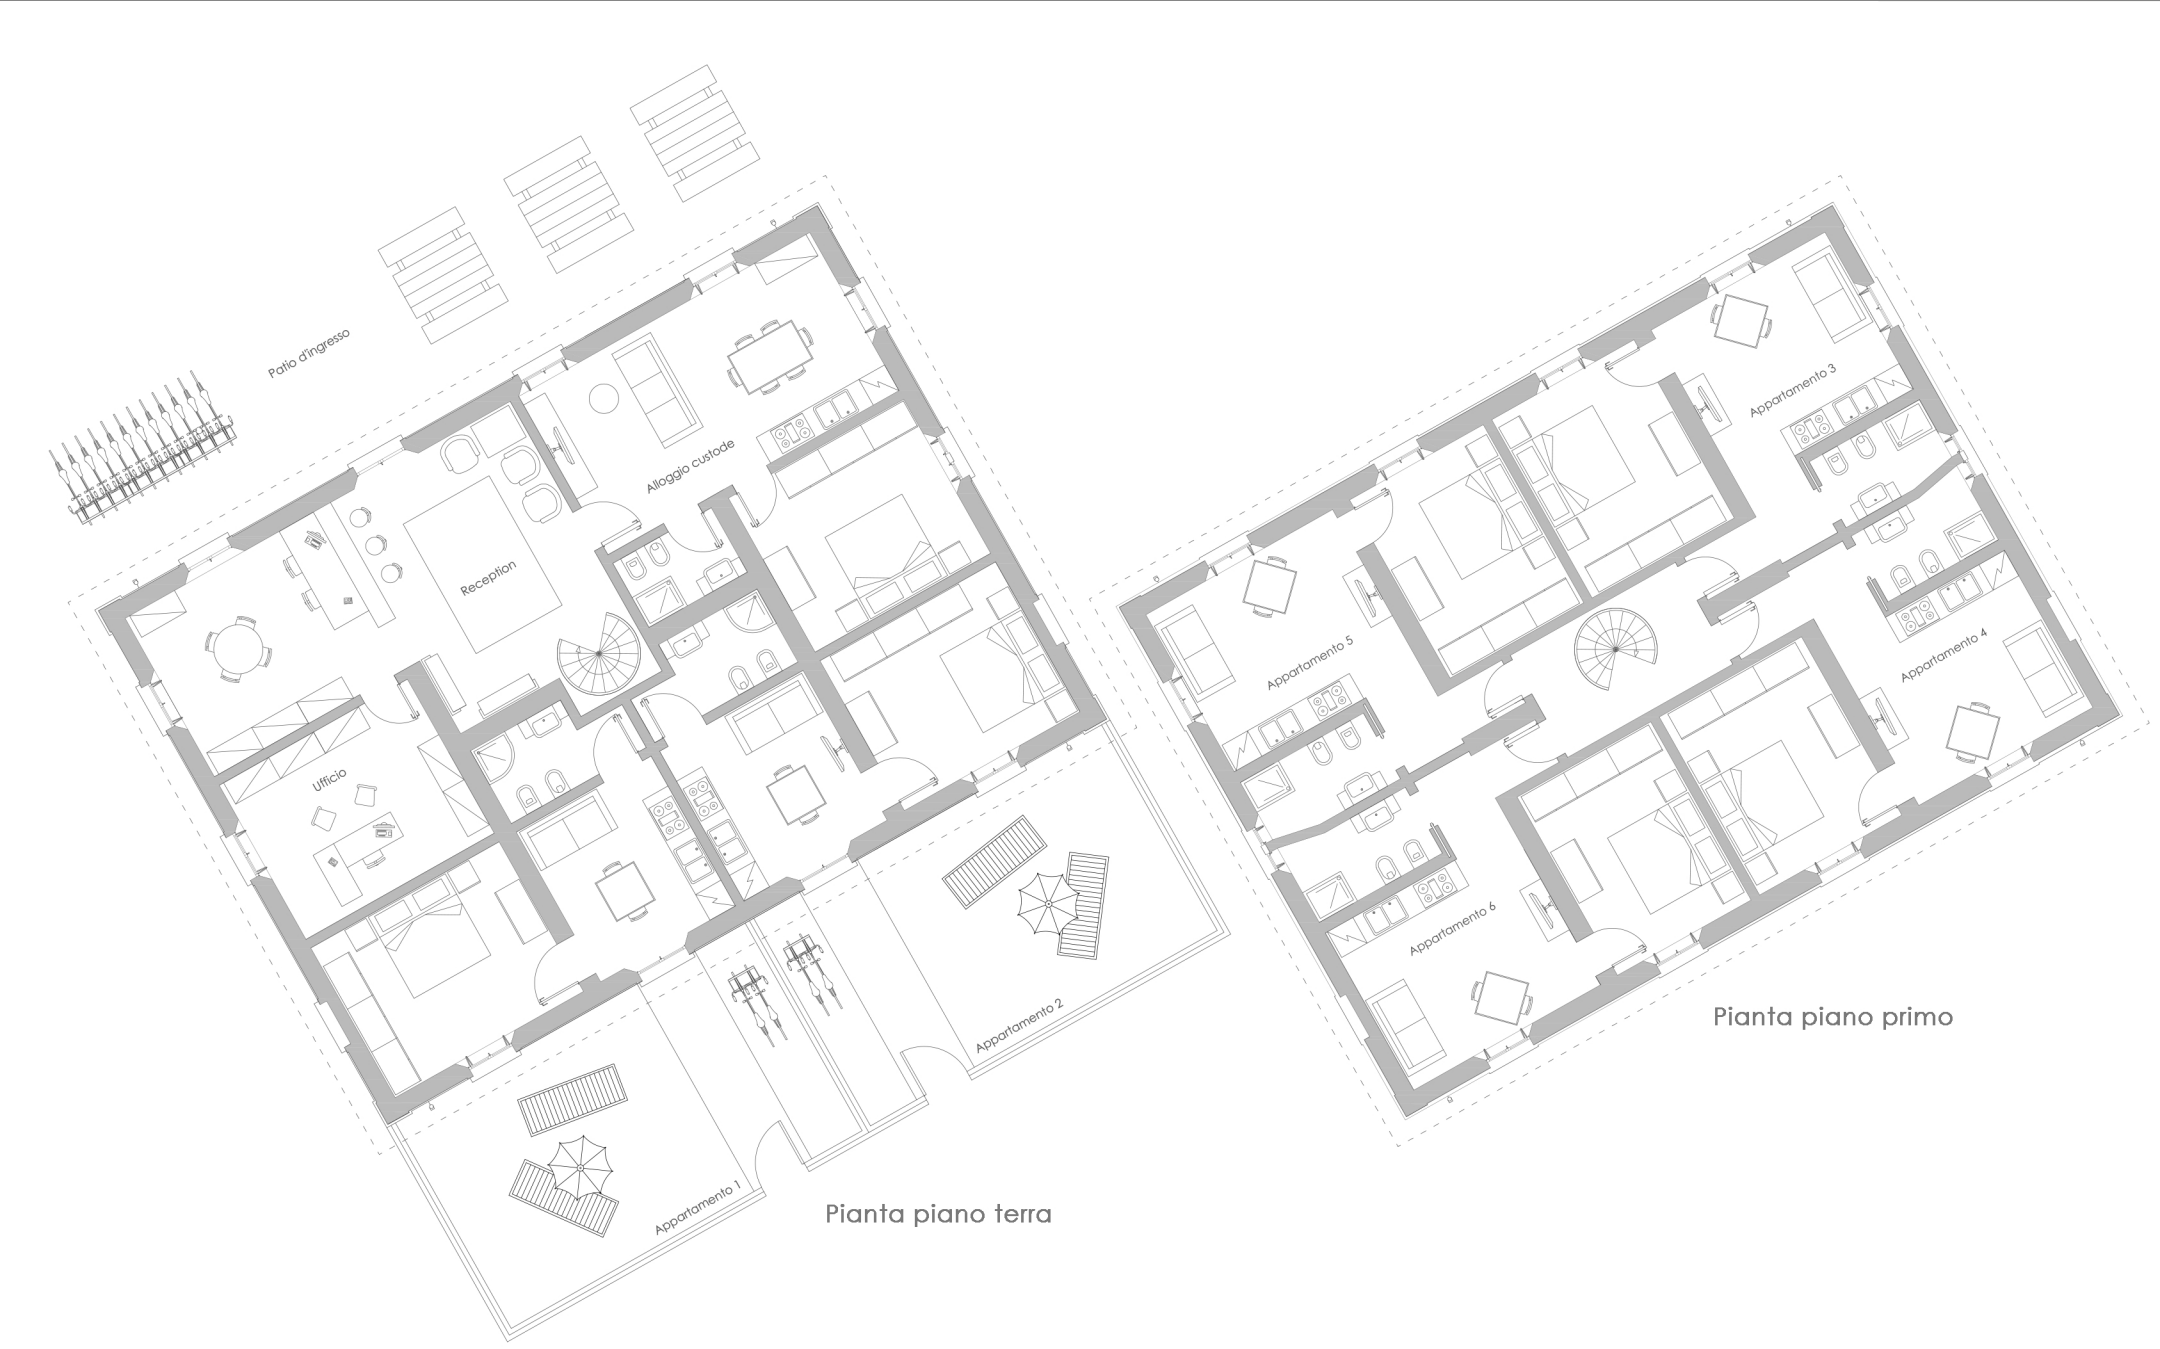 Patio d'ingresso
Alloggio custode
Reception
Ufficio
Appartamento 2
Appartamento 1
Pianta piano terra
Appartamento 3
Appartamento 5
Appartamento 4
Appartamento 6
Pianta piano primo